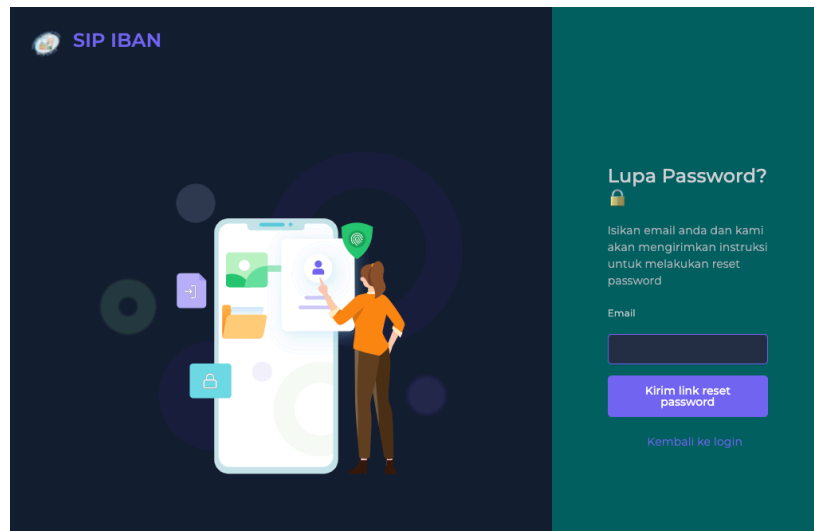 SIP IBAN
Lupa Password?
Isikan email anda dan kami
akan mengirimkan instruksi
untuk melakukan reset
password
Email
Kirim link reset
password
Kembali ke login